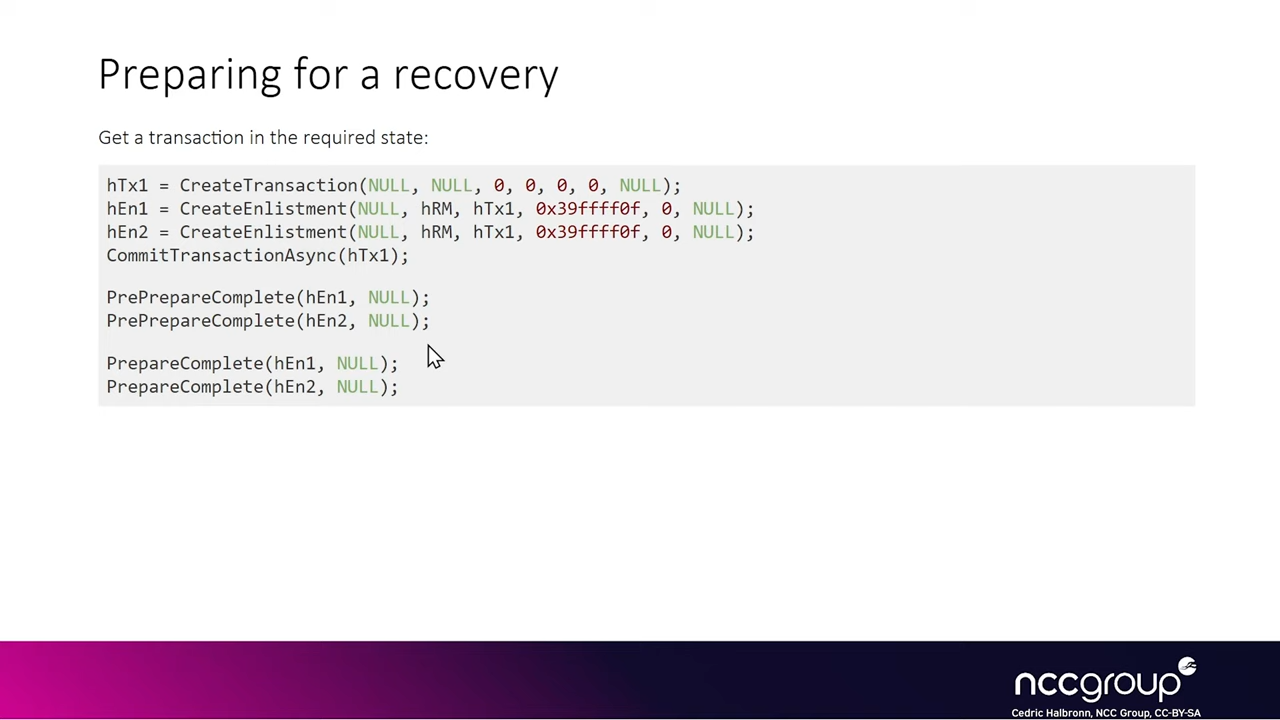 Preparing for a recovery
Get a transaction in the required state:
hTx1 = CreateTransaction(NULL, NULL, 0, 0, 0, 0, NULL);
hEn1 = CreateEnlistment(NULL, hRM, hTx1, 0x39ffff0f, 0, NULL);
hEn2 = CreateEnlistment(NULL, hRM, hTx1, 0x39ffff0f, 0, NULL);
CommitTransactionAsync(hTx1);
PrePrepareComplete(hEn1, NULL);
PrePrepareComplete(hEn2, NULL);
PrepareComplete(hEn1, NULL);
PrepareComplete(hEn2, NULL);
nccgroup
Cedric Halbronn, NCC Group, CC-BY-SA